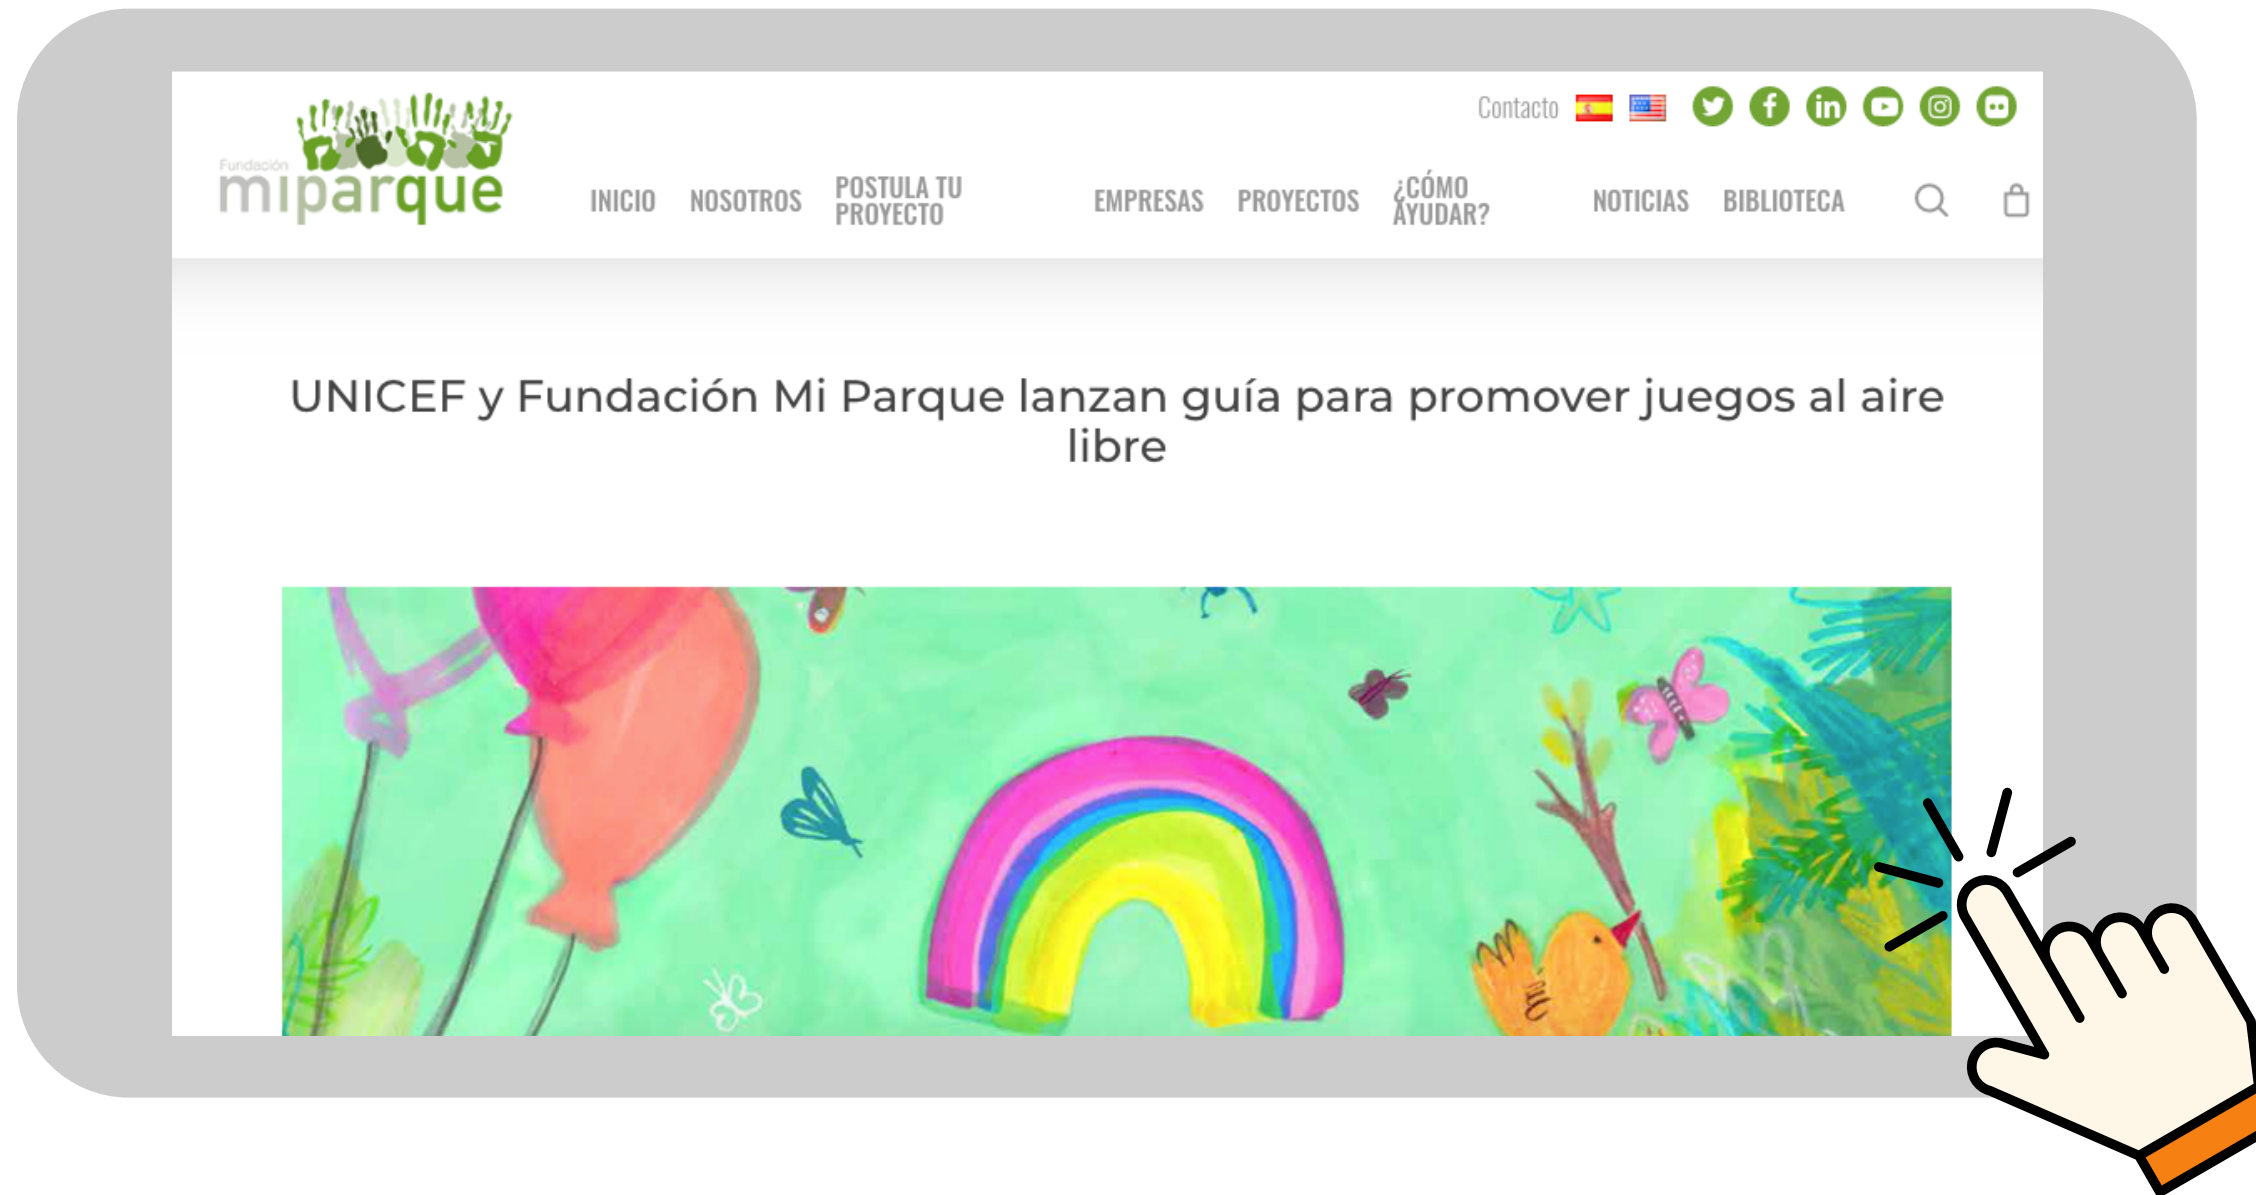 Contacto
Fundación
miparque
INICIO NOSOTROS POSTULA TU PROYECTO EMPRESAS PROYECTOS ¿CÓMO AYUDAR? NOTICIAS BIBLIOTECA
UNICEF y Fundación Mi Parque lanzan guía para promover juegos al aire
libre